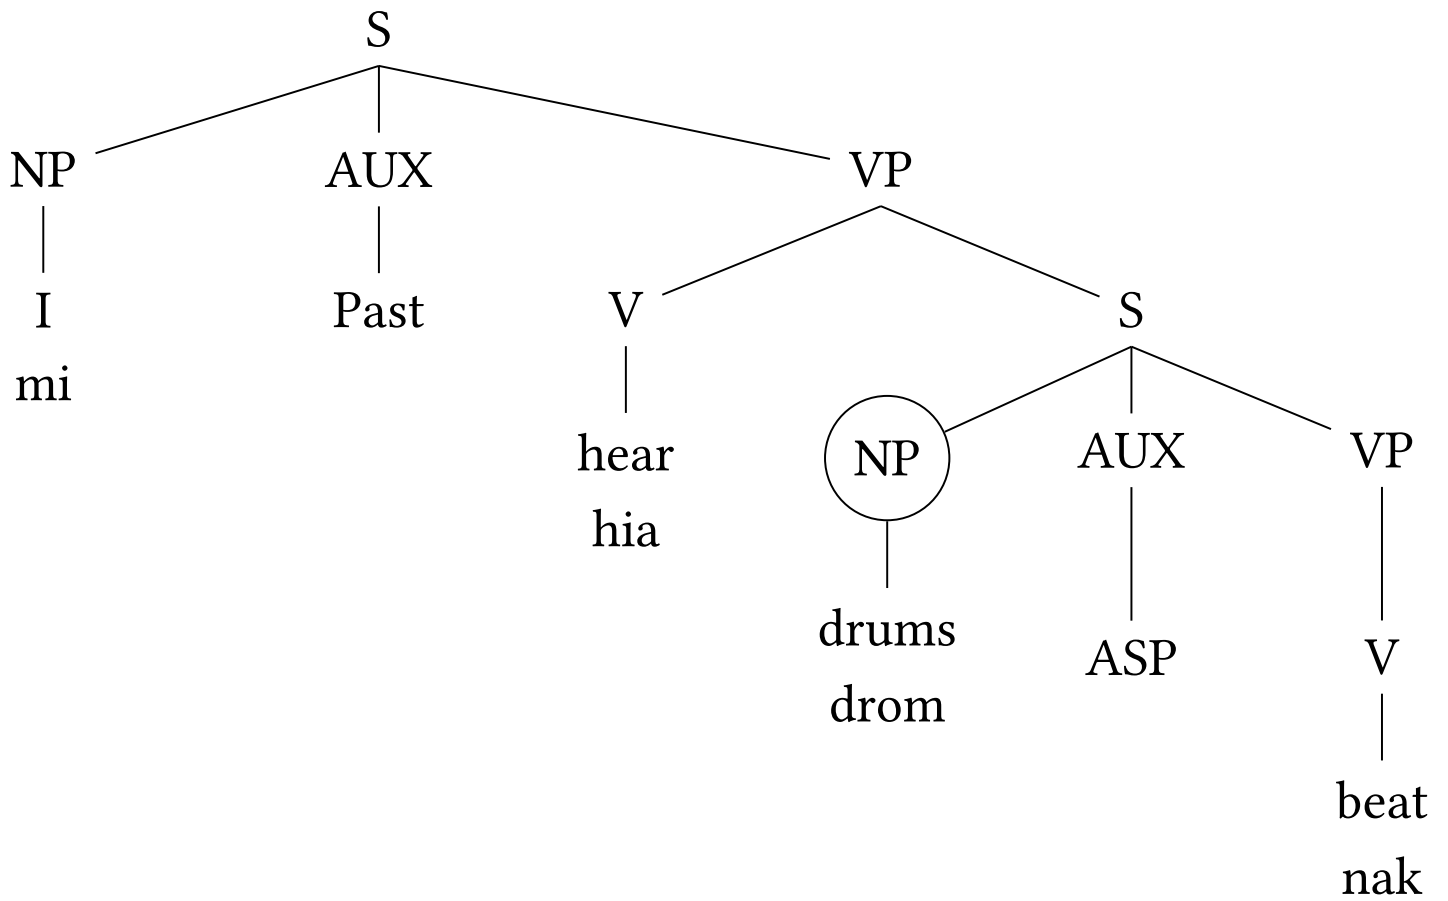 S
NP AUX VP
I Past V S
mi
hear NP AUX VP
hia
drums ASP V
drom
beat
nak